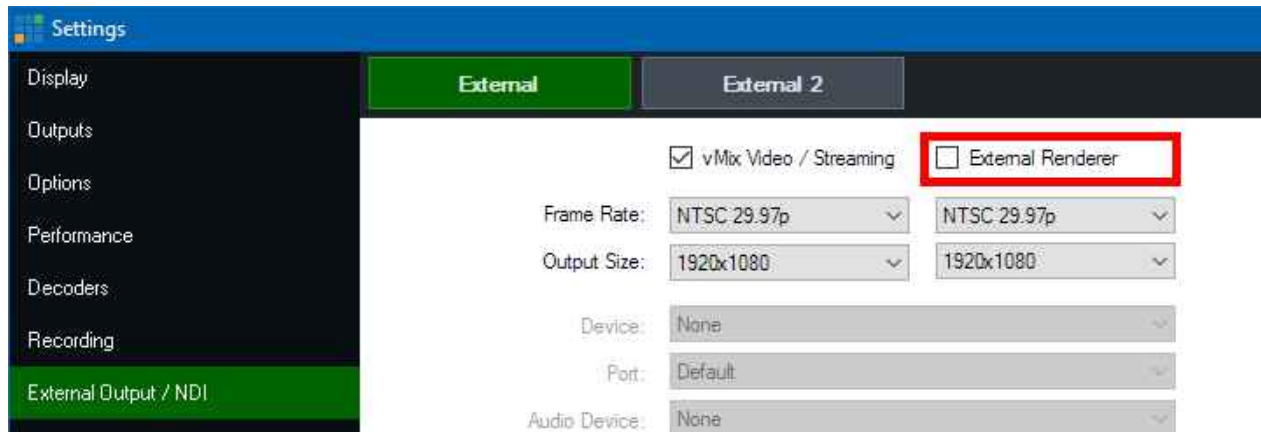 Settings
Display
Outputs
Options
Performance
Decoders
Recording
External Output / NDI
External
External 2
vMix Video / Streaming
External Renderer
Frame Rate: NTSC 29.97p NTSC 29.97p
Output Size: 1920x1080 1920x1080
Device: None
Port: Default
Audio Device: None